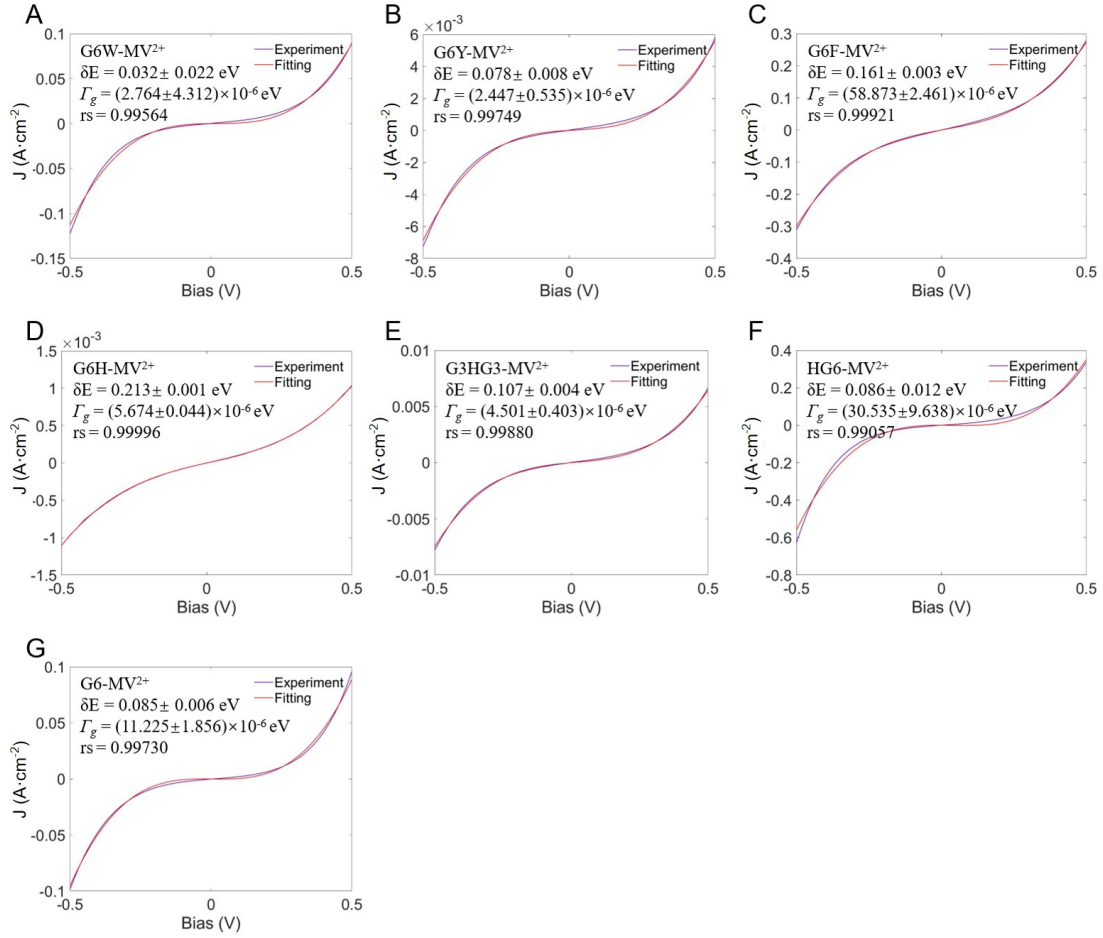 A
G6W-MV²⁺
δE = 0.032± 0.022 eV
Γg = (2.764±4.312)×10⁻⁶ eV
rs = 0.99564
Experiment
Fitting
0.1
0.05
0
-0.05
-0.1
-0.15
-0.5
0
0.5
J (A·cm⁻²)
Bias (V)
B
×10⁻³
G6Y-MV²⁺
δE = 0.078± 0.008 eV
Γg = (2.447±0.535)×10⁻⁶ eV
rs = 0.99749
Experiment
Fitting
6
4
2
0
-2
-4
-6
-8
-0.5
0
0.5
J (A·cm⁻²)
Bias (V)
C
G6F-MV²⁺
δE = 0.161± 0.003 eV
Γg = (58.873±2.461)×10⁻⁶ eV
rs = 0.99921
Experiment
Fitting
0.3
0.2
0.1
0
-0.1
-0.2
-0.3
-0.4
-0.5
0
0.5
J (A·cm⁻²)
Bias (V)
D
×10⁻³
G6H-MV²⁺
δE = 0.213± 0.001 eV
Γg = (5.674±0.044)×10⁻⁶ eV
rs = 0.99996
Experiment
Fitting
1.5
1
0.5
0
-0.5
-1
-1.5
-0.5
0
0.5
J (A·cm⁻²)
Bias (V)
E
G3HG3-MV²⁺
δE = 0.107± 0.004 eV
Γg = (4.501±0.403)×10⁻⁶ eV
rs = 0.99880
Experiment
Fitting
0.01
0.005
0
-0.005
-0.01
-0.5
0
0.5
J (A·cm⁻²)
Bias (V)
F
HG6-MV²⁺
δE = 0.086± 0.012 eV
Γg = (30.535±9.638)×10⁻⁶ eV
rs = 0.99057
Experiment
Fitting
0.4
0.2
0
-0.2
-0.4
-0.6
-0.8
-0.5
0
0.5
J (A·cm⁻²)
Bias (V)
G
G6-MV²⁺
δE = 0.085± 0.006 eV
Γg = (11.225±1.856)×10⁻⁶ eV
rs = 0.99730
Experiment
Fitting
0.1
0.05
0
-0.05
-0.1
-0.5
0
0.5
J (A·cm⁻²)
Bias (V)